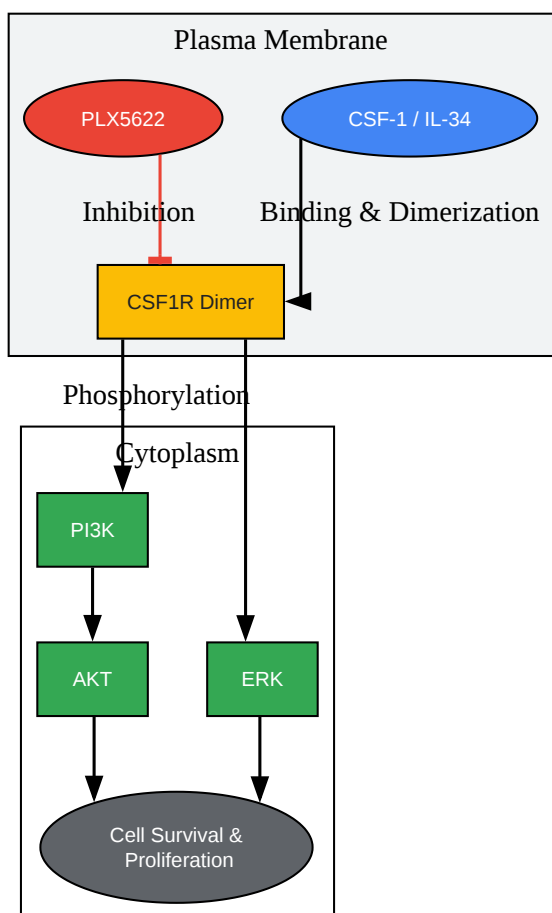 Plasma Membrane
PLX5622
CSF-1 / IL-34
Inhibition
Binding & Dimerization
CSF1R Dimer
Phosphorylation
Cytoplasm
PI3K
AKT
ERK
Cell Survival &
Proliferation